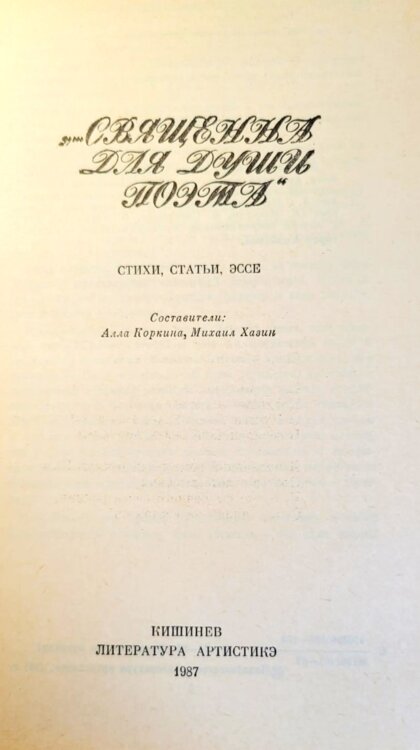 „...СВЯЩЕННА
ДЛЯ ДУШИ
ПОЭТА“
СТИХИ, СТАТЬИ, ЭССЕ
Составители:
Алла Коркина, Михаил Хазин
КИШИНЕВ
ЛИТЕРАТУРА АРТИСТИКЭ
1987